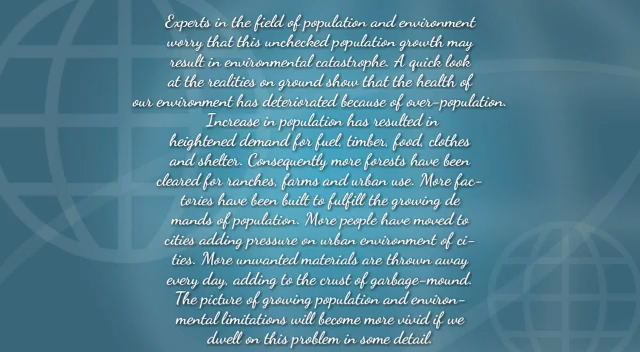 Experts in the field of population and environment
worry that this unchecked population growth may
result in environmental catastrophe. A quick look
at the realities on ground show that the health of
our environment has deteriorated because of over-population.
Increase in population has resulted in
heightened demand for fuel, timber, food, clothes
and shelter. Consequently more forests have been
cleared for ranches, farms and urban use. More fac-
tories have been built to fulfill the growing de
mands of population. More people have moved to
cities adding pressure on urban environment of ci-
ties. More unwanted materials are thrown away
every day, adding to the crust of garbage-mound.
The picture of growing population and environ-
mental limitations will become more vivid if we
dwell on this problem in some detail.